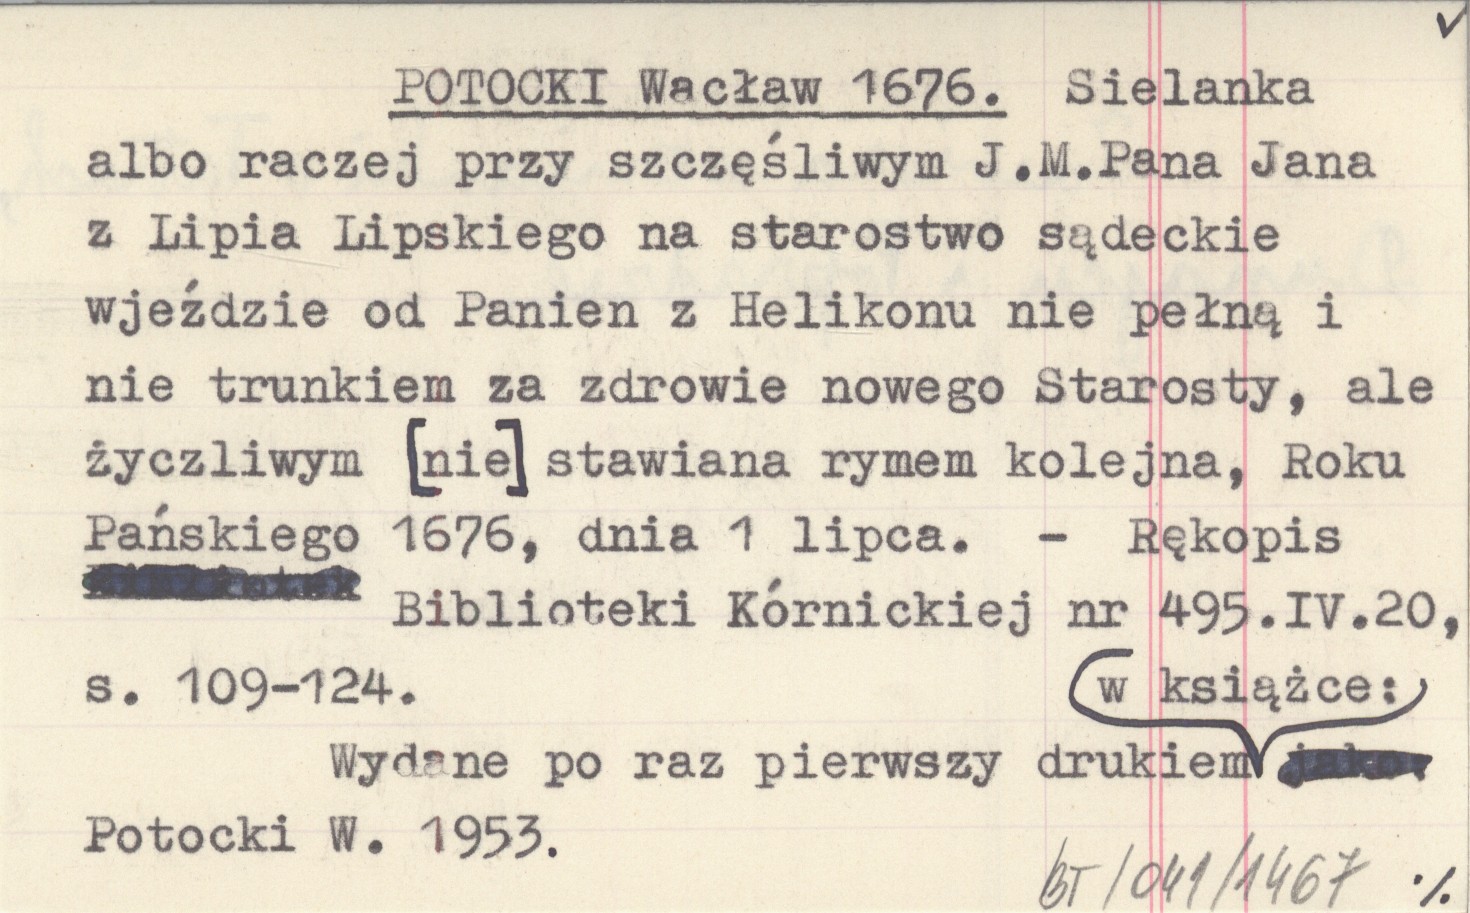 POTOCKI Wacław 1676. Sielanka
albo raczej przy szczęśliwym J.M.Pana Jana
z Lipia Lipskiego na starostwo sądeckie
wjeździe od Panien z Helikonu nie pełną i
nie trunkiem za zdrowie nowego Starosty, ale
życzliwym [nie] stawiana rymem kolejna, Roku
Pańskiego 1676, dnia 1 lipca. - Rękopis
Biblioteki Kórnickiej nr 495.IV.20,
s. 109-124.
w książce:
Wydane po raz pierwszy drukiem
Potocki W. 1953.
BT/041/1467 ·/.